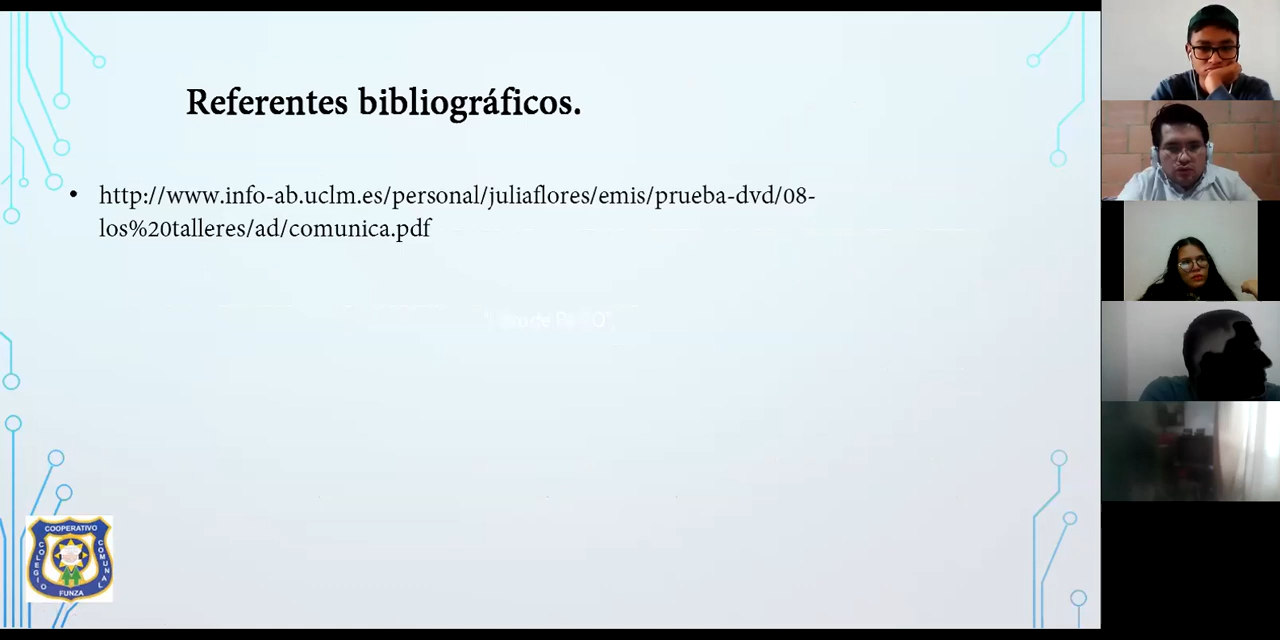 Referentes bibliográficos.
• http://www.info-ab.uclm.es/personal/juliaflores/emis/prueba-dvd/08-
los%20talleres/ad/comunica.pdf
COOPERATIVO
COLEGIO
COMUNAL
FUNZA